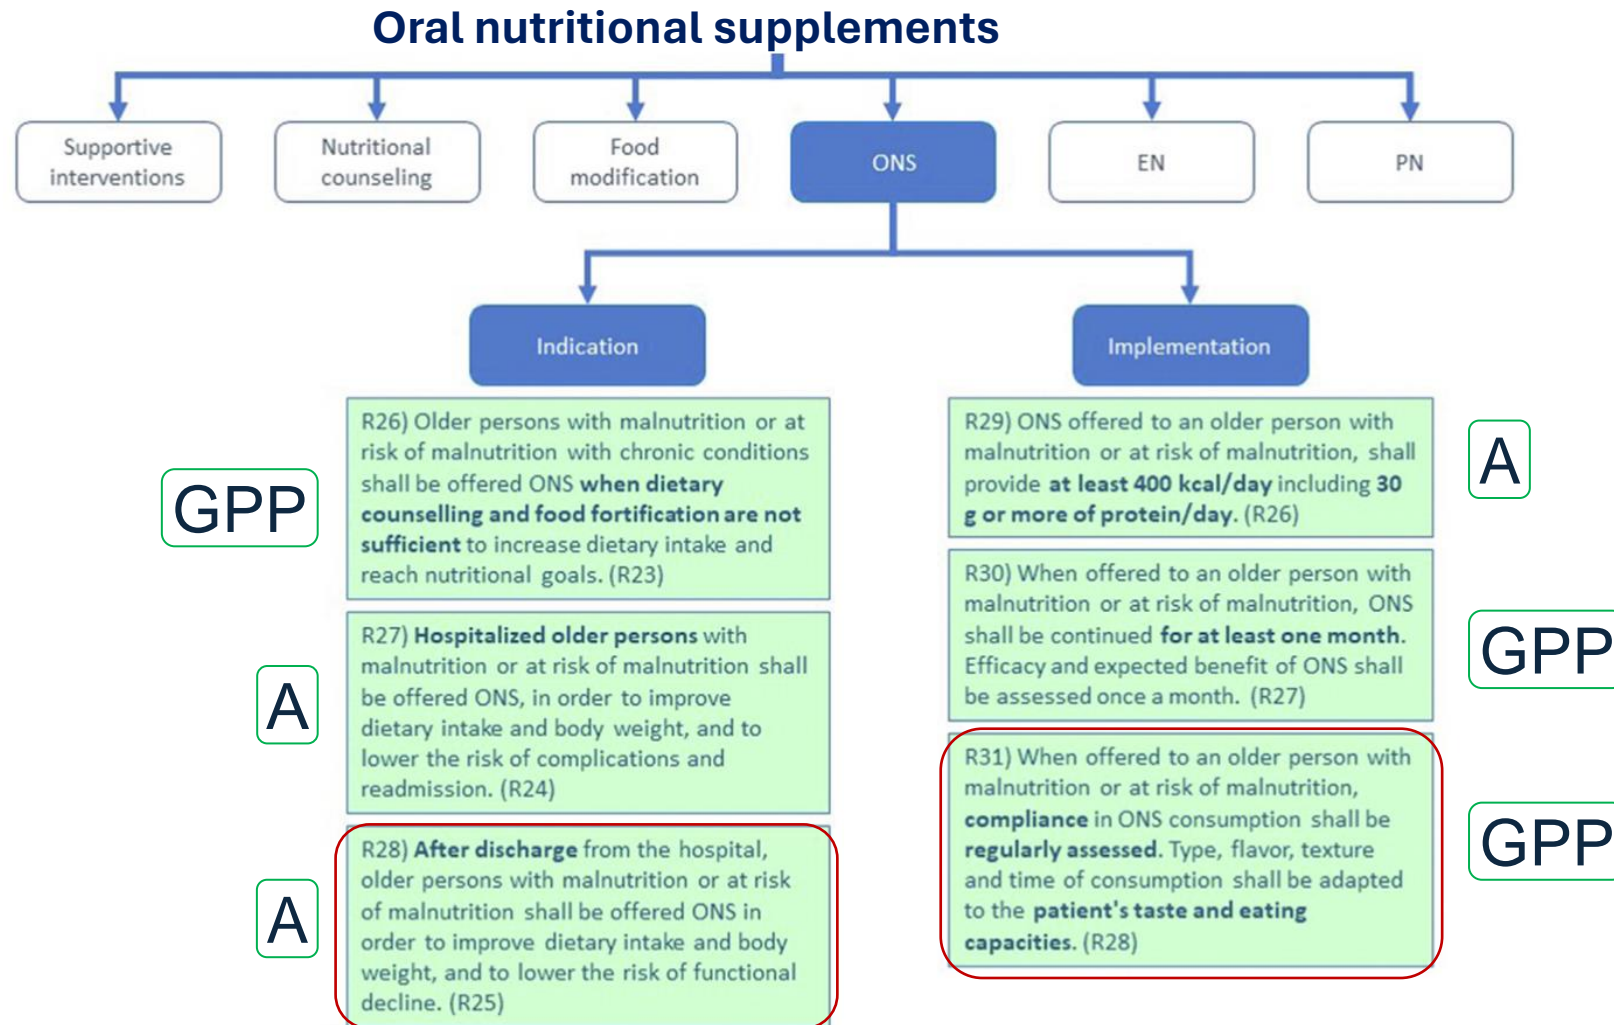 Oral nutritional supplements
Supportive
interventions
Nutritional
counseling
Food
modification
ONS
EN
PN
Indication
Implementation
GPP
R26) Older persons with malnutrition or at
risk of malnutrition with chronic conditions
shall be offered ONS when dietary
counselling and food fortification are not
sufficient to increase dietary intake and
reach nutritional goals. (R23)
A
R27) Hospitalized older persons with
malnutrition or at risk of malnutrition shall
be offered ONS, in order to improve
dietary intake and body weight, and to
lower the risk of complications and
readmission. (R24)
A
R28) After discharge from the hospital,
older persons with malnutrition or at risk
of malnutrition shall be offered ONS in
order to improve dietary intake and body
weight, and to lower the risk of functional
decline. (R25)
R29) ONS offered to an older person with
malnutrition or at risk of malnutrition, shall
provide at least 400 kcal/day including 30
g or more of protein/day. (R26)
A
R30) When offered to an older person with
malnutrition or at risk of malnutrition, ONS
shall be continued for at least one month.
Efficacy and expected benefit of ONS shall
be assessed once a month. (R27)
GPP
R31) When offered to an older person with
malnutrition or at risk of malnutrition,
compliance in ONS consumption shall be
regularly assessed. Type, flavor, texture
and time of consumption shall be adapted
to the patient's taste and eating
capacities. (R28)
GPP